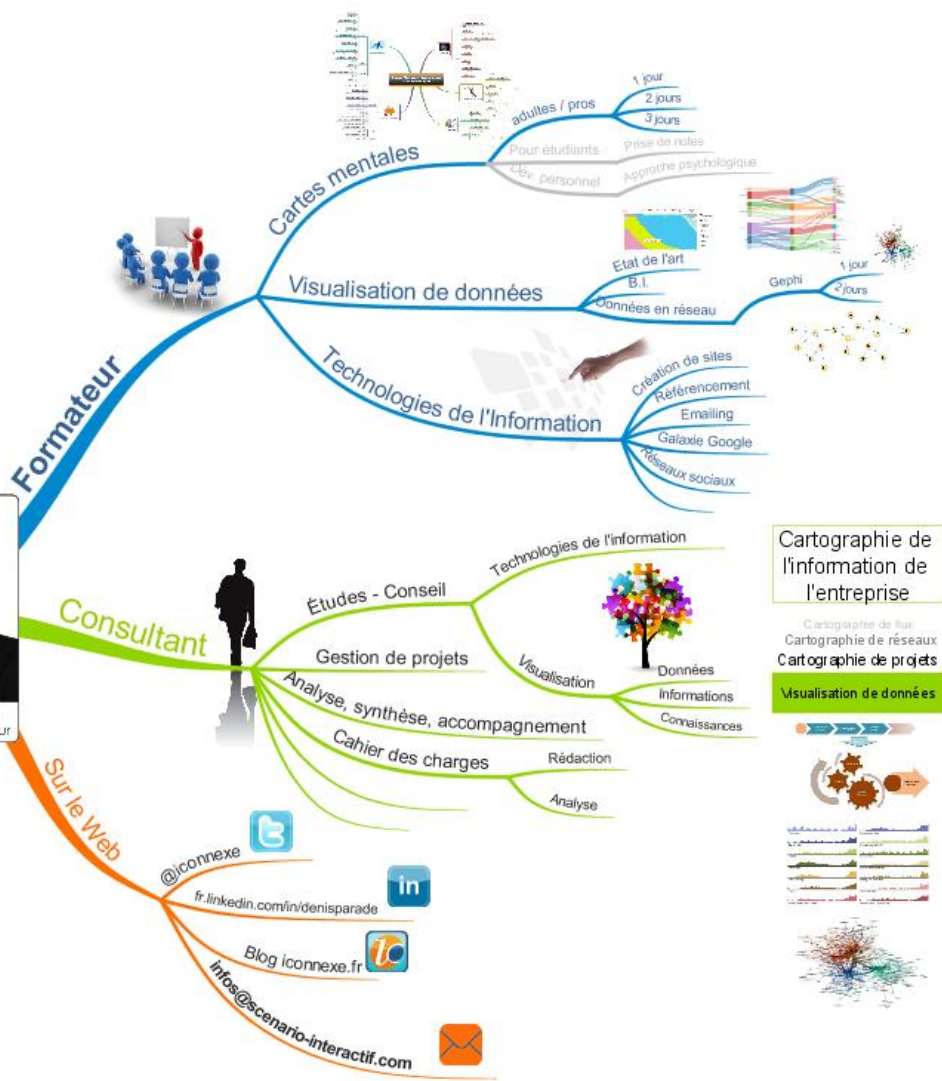 Formateur
Cartes mentales
adultes / pros
1 jour
2 jours
3 jours
Pour étudiants
Prise de notes
Dév. personnel
Approche psychologique
Visualisation de données
Etat de l'art
B.I.
Données en réseau
Gephi
1 jour
2 jours
Technologies de l'Information
Création de sites
Référencement
Emailing
Galaxie Google
Réseaux sociaux
Consultant
Études - Conseil
Technologies de l'information
Visualisation
Données
Informations
Connaissances
Gestion de projets
Analyse, synthèse, accompagnement
Cahier des charges
Rédaction
Analyse
Cartographie de
l'information de
l'entreprise
Cartographie de flux
Cartographie de réseaux
Cartographie de projets
Visualisation de données
ur
Sur le Web
@iconnexe
fr.linkedin.com/in/denisparade
in
Blog iconnexe.fr
infos@scenario-interactif.com